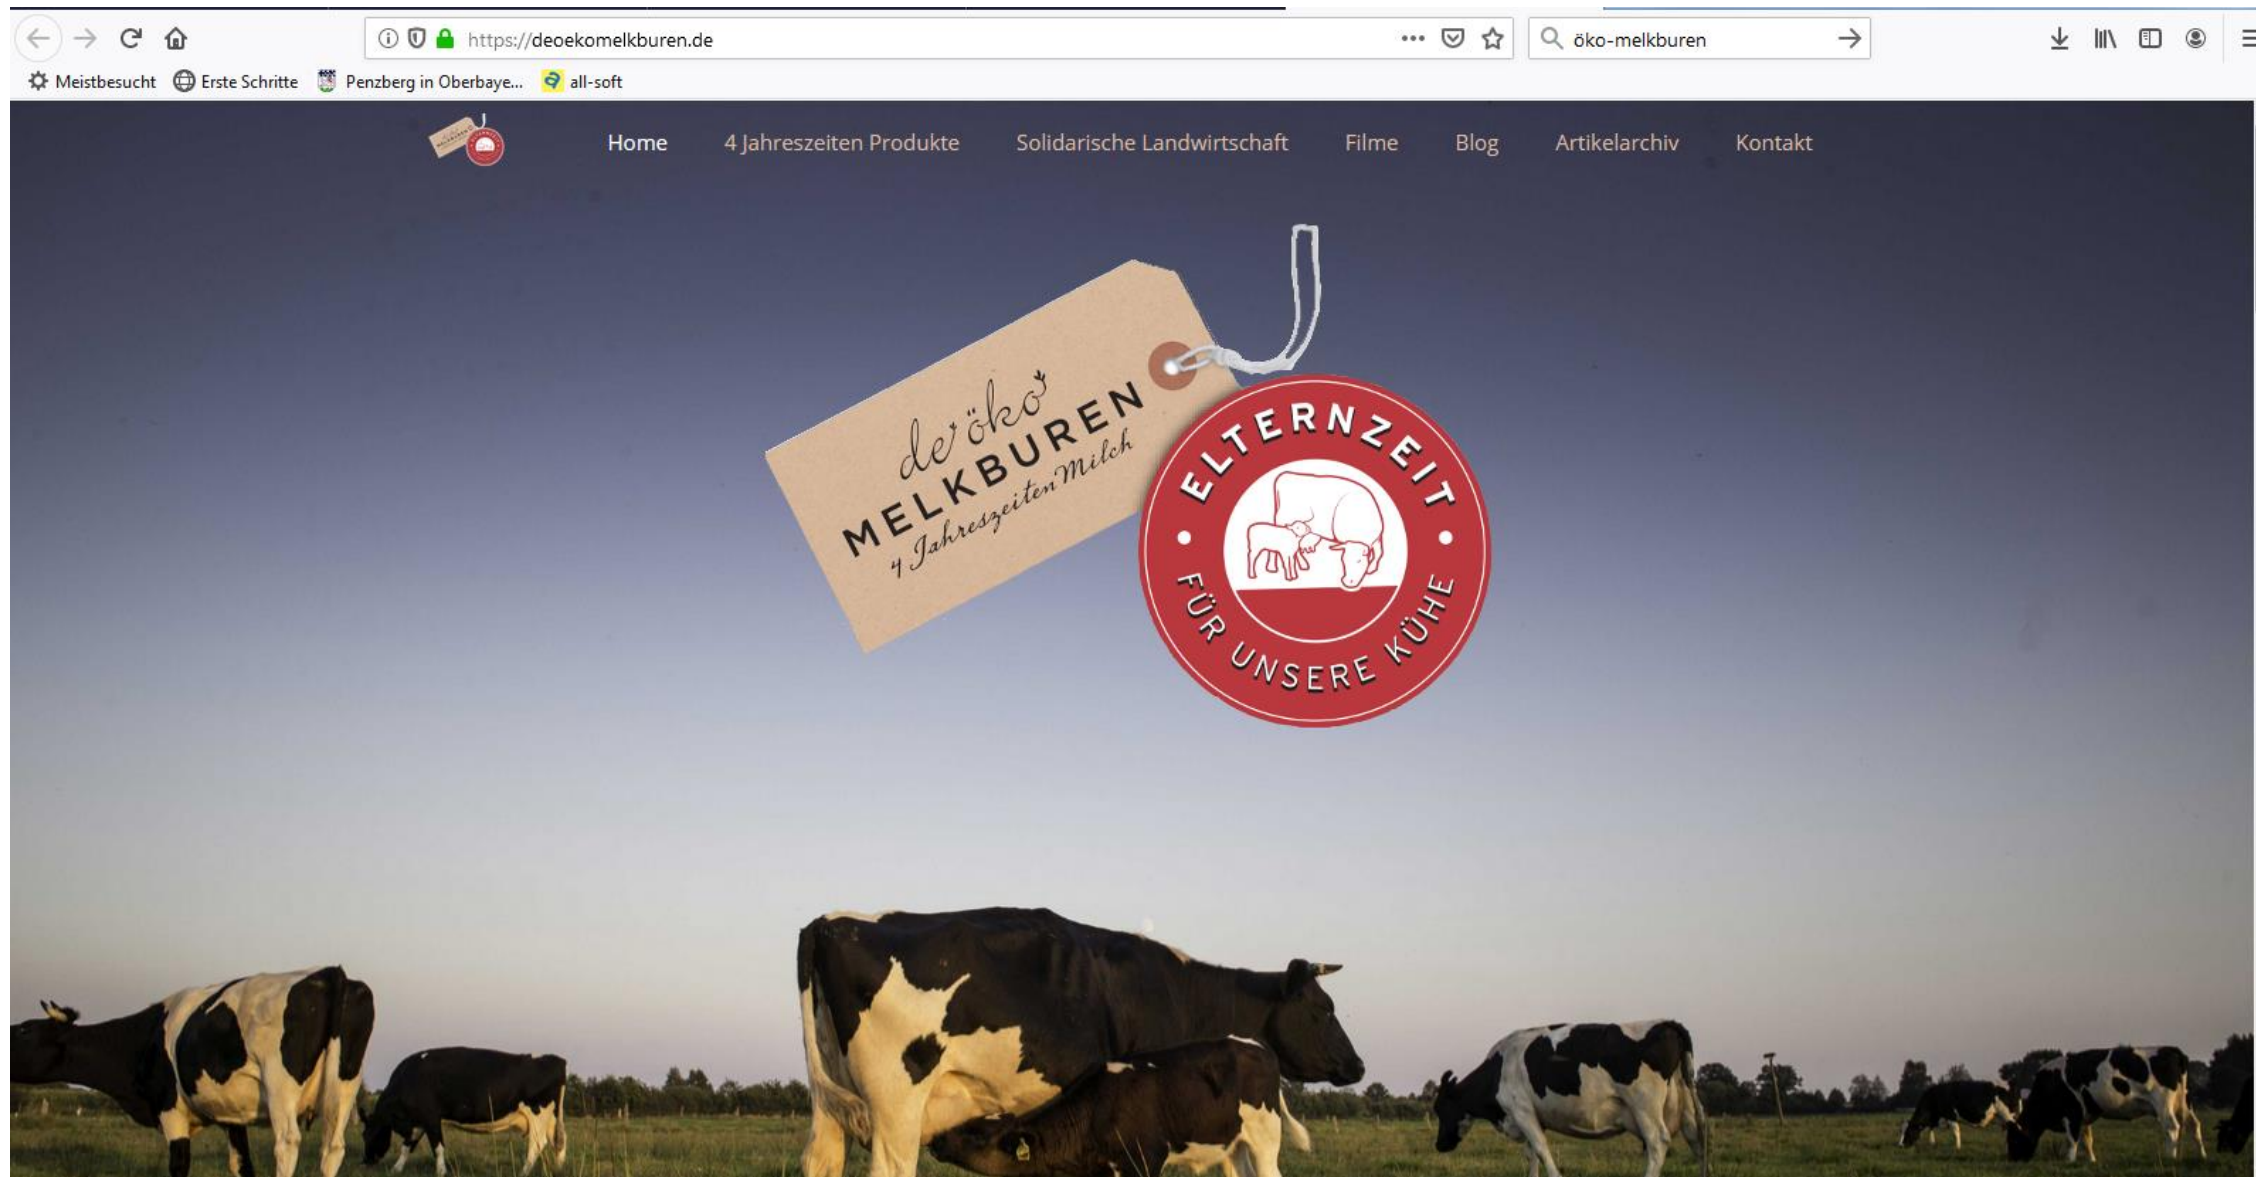 https://deoekomelkburen.de
öko-melkburen
Meistbesucht Erste Schritte Penzberg in Oberbaye... all-soft
Home 4 Jahreszeiten Produkte Solidarische Landwirtschaft Filme Blog Artikelarchiv Kontakt
de öko
MELKBUREN
4 Jahreszeiten Milch
ELTERNZEIT
FÜR UNSERE KÜHE